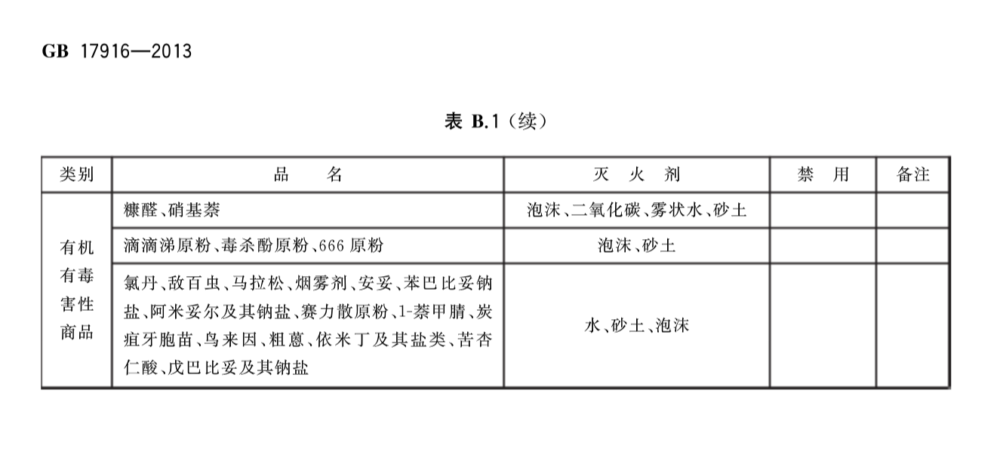 GB 17916—2013
表 B.1(续)
类别 品 名 灭 火 剂 禁 用 备注
糠醛、硝基萘 泡沫、二氧化碳、雾状水、砂土
滴滴涕原粉、毒杀酚原粉、666 原粉 泡沫、砂土
有机
有毒
害性
商品
氯丹、敌百虫、马拉松、烟雾剂、安妥、苯巴比妥钠
盐、阿米妥尔及其钠盐、赛力散原粉、1-萘甲腈、炭
疽牙胞苗、鸟来因、粗蒽、依米丁及其盐类、苦杏
仁酸、戊巴比妥及其钠盐
水、砂土、泡沫